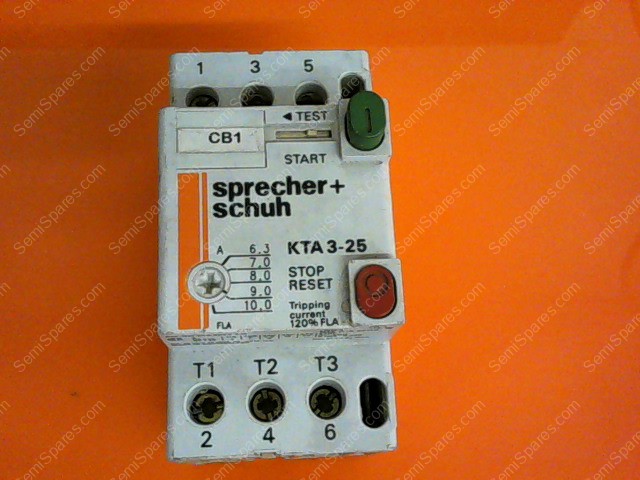 1 3 5
◄ TEST
CB1
START
sprecher+
schuh
KTA 3-25
A 6.3
7.0
8.0
9.0
10.0
FLA
STOP
RESET
Tripping
current
120% FLA
T1 T2 T3
2 4 6
SemiSpares.com